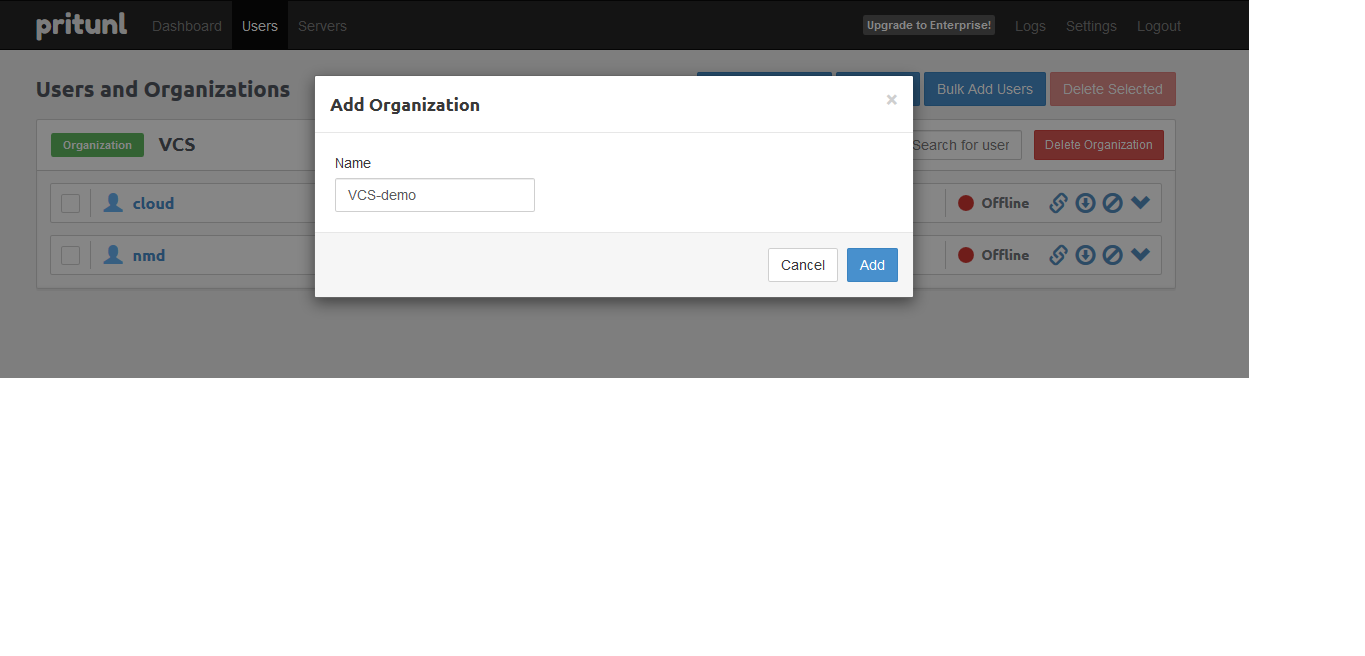 pritunl Dashboard Users Servers Upgrade to Enterprise! Logs Settings Logout
Users and Organizations Bulk Add Users Delete Selected
Add Organization ×
Organization VCS Search for user Delete Organization
Name
VCS-demo
cloud Offline
nmd Offline
Cancel Add